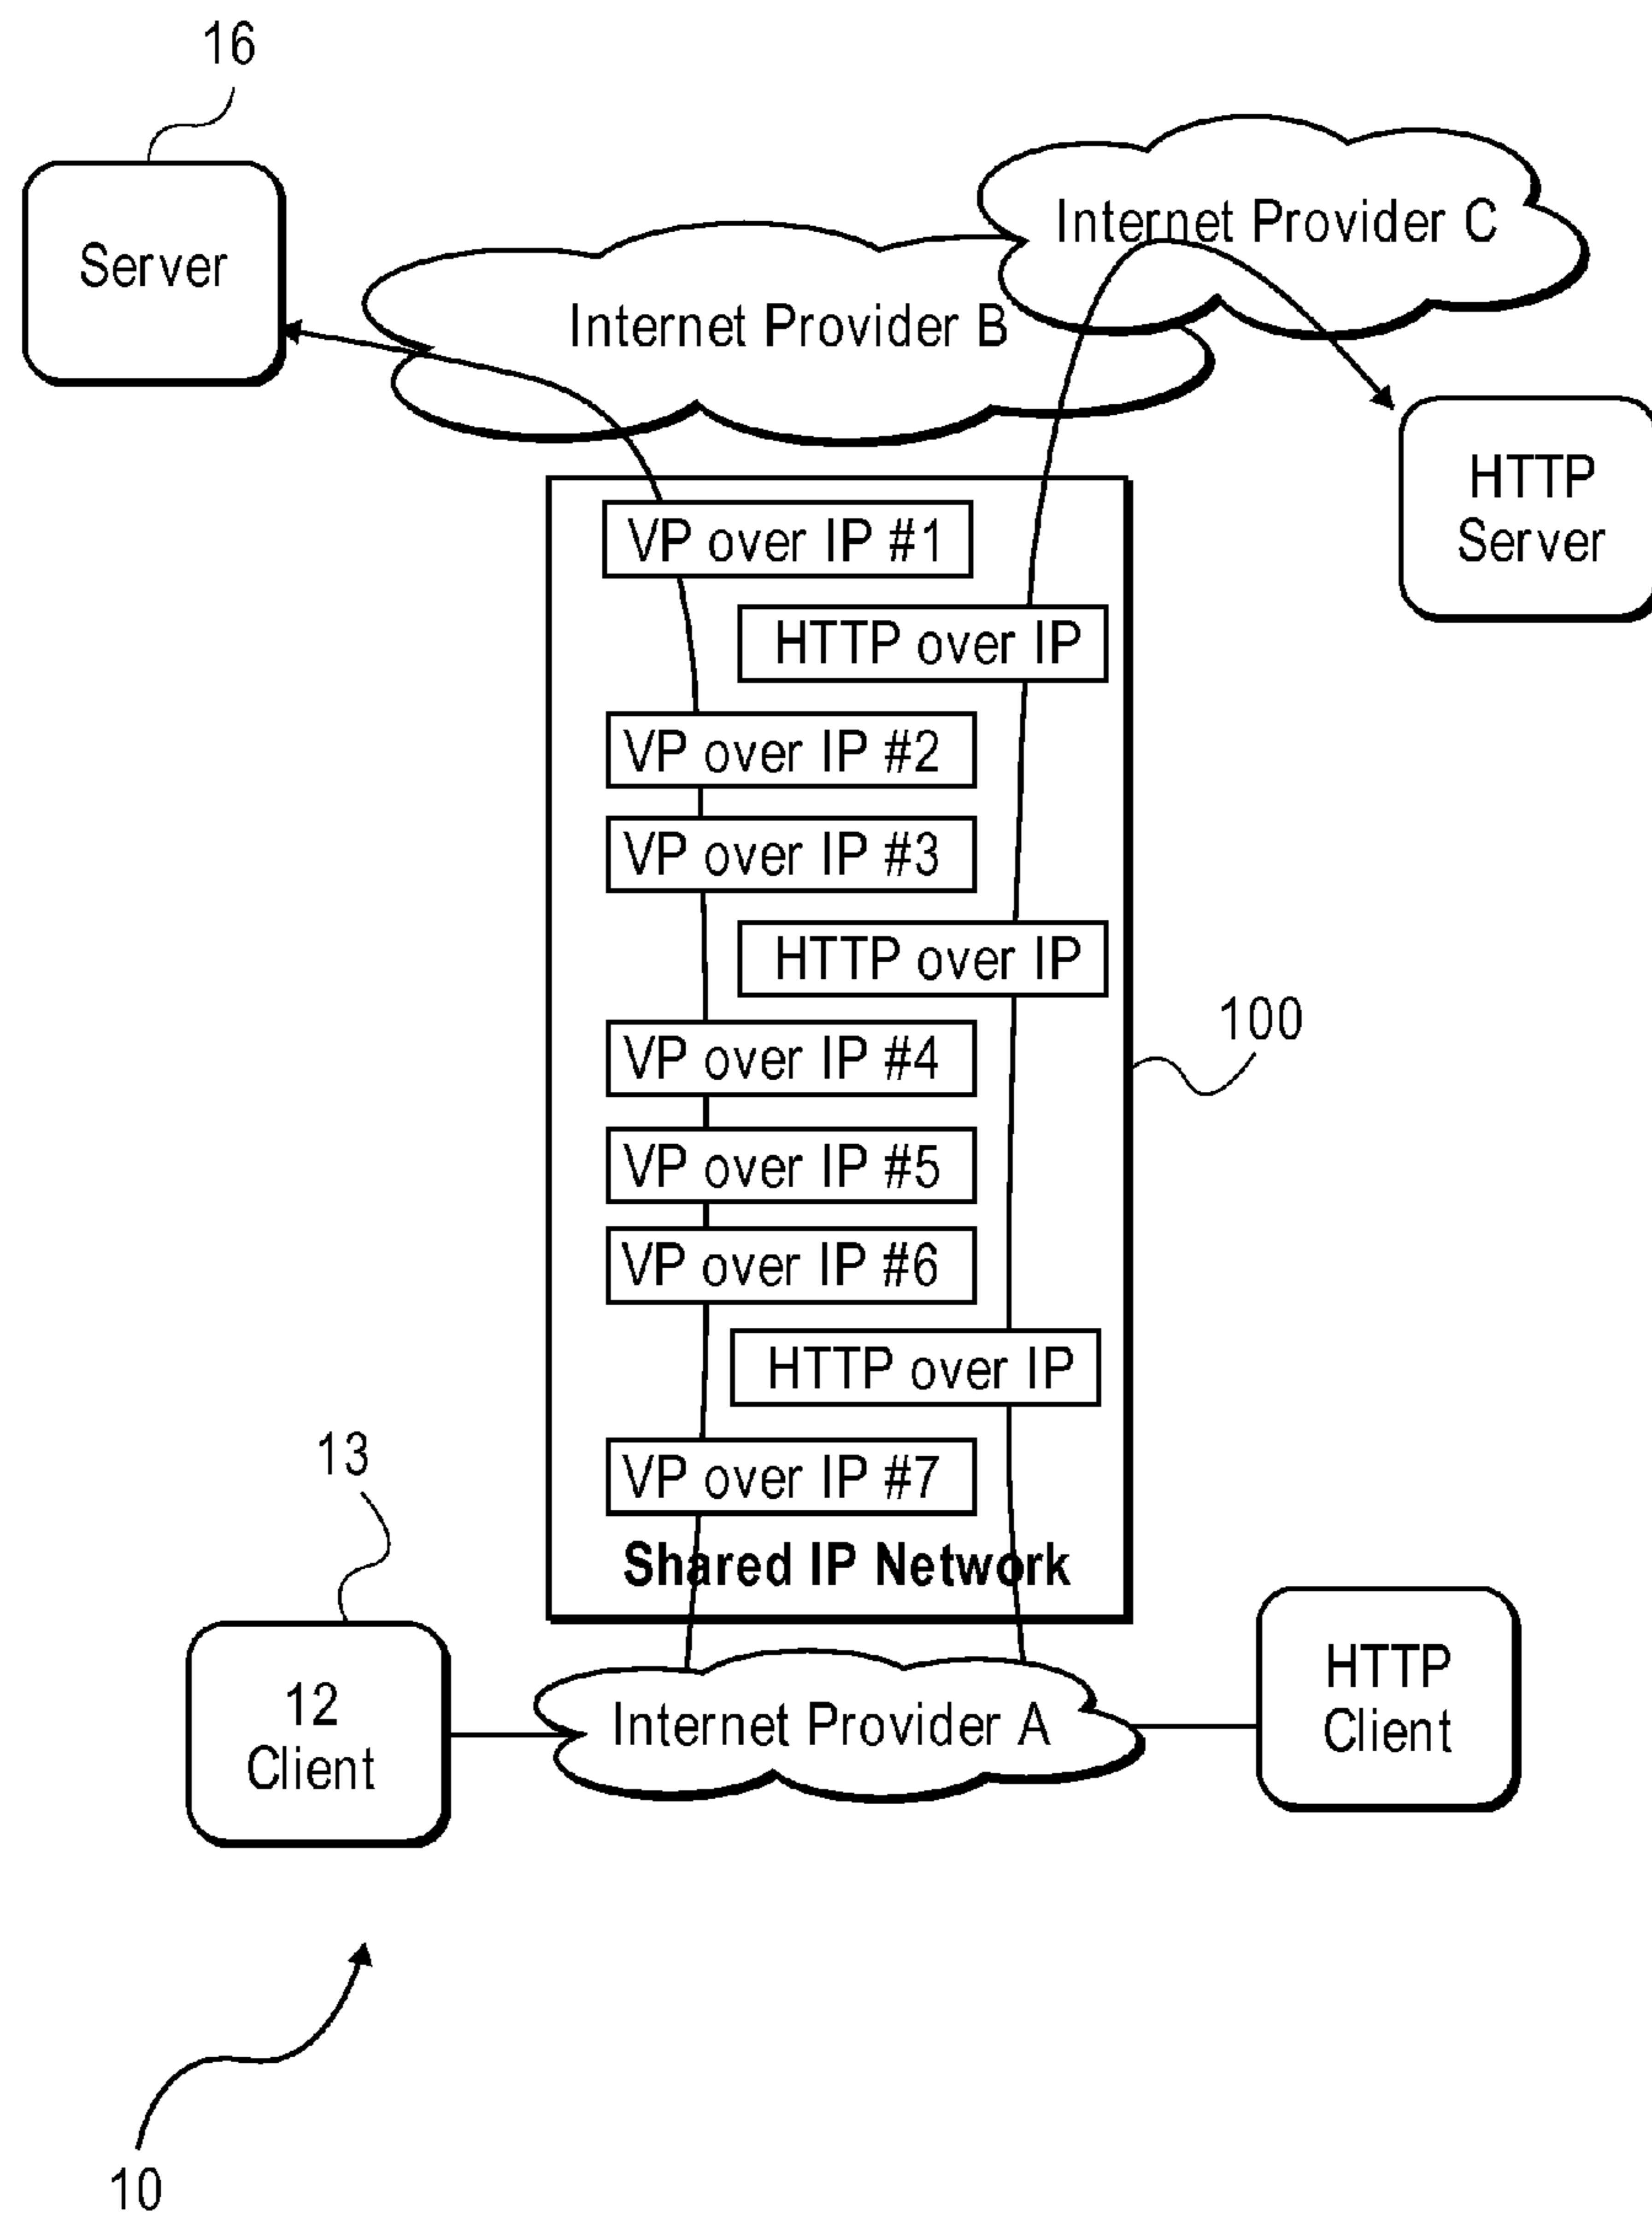 16
Server
Internet Provider C
Internet Provider B
HTTP
Server
VP over IP #1
HTTP over IP
VP over IP #2
VP over IP #3
HTTP over IP
100
VP over IP #4
VP over IP #5
VP over IP #6
HTTP over IP
13
VP over IP #7
Shared IP Network
12
Client
Internet Provider A
HTTP
Client
10